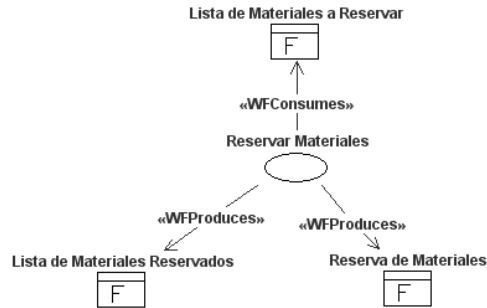 Lista de Materiales a Reservar
F
«WFConsumes»
Reservar Materiales
«WFProduces»
«WFProduces»
Lista de Materiales Reservados
Reserva de Materiales
F
F